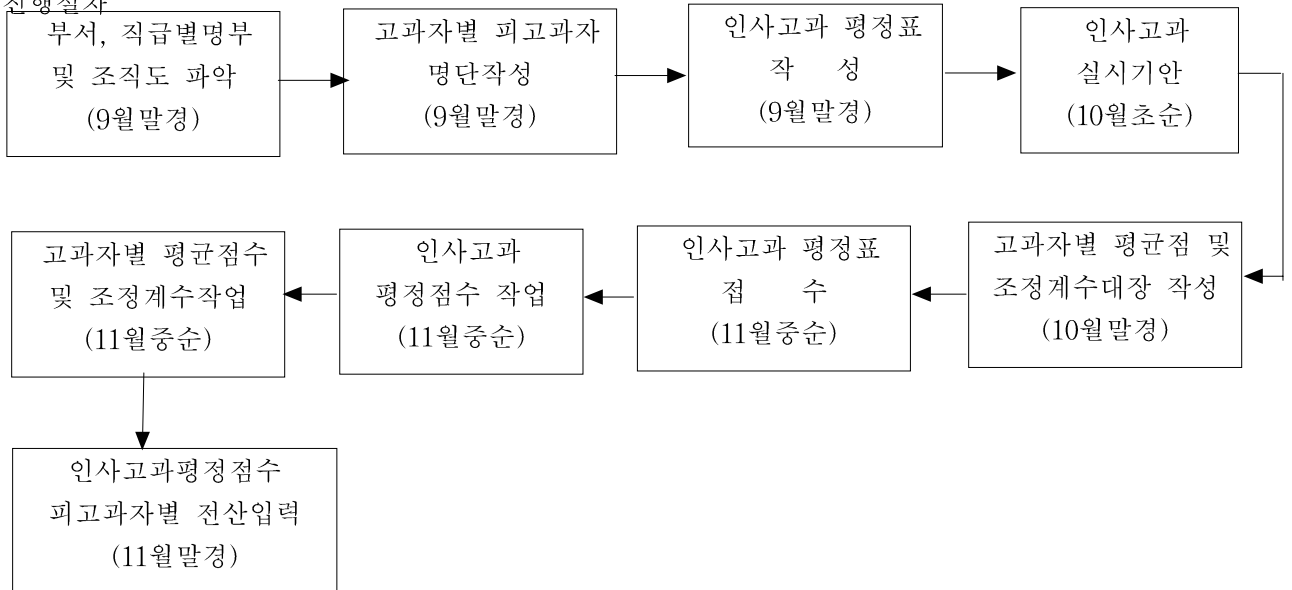 부서, 직급별명부
및 조직도 파악
(9월말경)
고과자별 피고과자
명단작성
(9월말경)
인사고과 평정표
작 성
(9월말경)
인사고과
실시기안
(10월초순)
고과자별 평균점 및
조정계수대장 작성
(10월말경)
인사고과 평정표
접 수
(11월중순)
인사고과
평정점수 작업
(11월중순)
고과자별 평균점수
및 조정계수작업
(11월중순)
인사고과평정점수
피고과자별 전산입력
(11월말경)